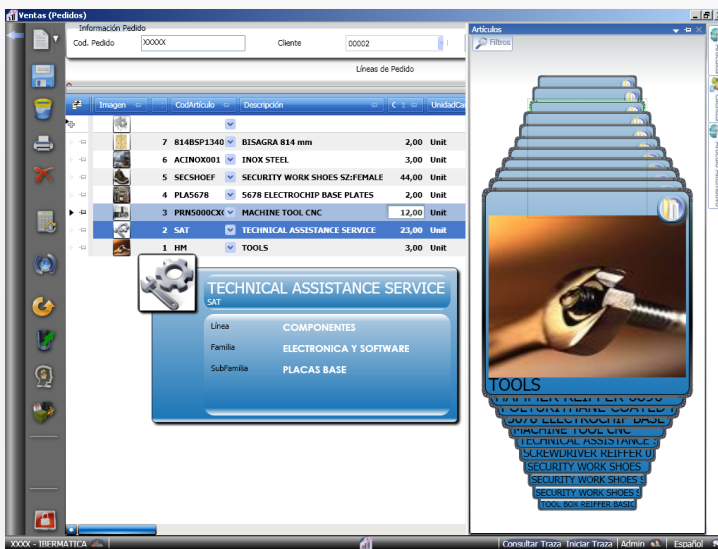 Ventas (Pedidos)
Información Pedido
Cod. Pedido XXXXX Cliente 00002
Líneas de Pedido
Imagen CodArtículo Descripción C UnidadCa
7 814BSP1340 BISAGRA 814 mm 2,00 Unit
6 ACINOX001 INOX STEEL 3,00 Unit
5 SECSHOEF SECURITY WORK SHOES SZ:FEMALE 44,00 Unit
4 PLA5678 5678 ELECTROCHIP BASE PLATES 2,00 Unit
3 PRN5000CX( MACHINE TOOL CNC 12,00 Unit
2 SAT TECHNICAL ASSISTANCE SERVICE 23,00 Unit
1 HM TOOLS 3,00 Unit
TECHNICAL ASSISTANCE SERVICE
SAT
Línea COMPONENTES
Familia ELECTRONICA Y SOFTWARE
SubFamilia PLACAS BASE
Artículos
Filtros
TOOLS
MACHINE TOOL CNC
TECHNICAL ASSISTANCE
SCREWDRIVER REIFFER
SECURITY WORK SHOES
SECURITY WORK SHOES
SECURITY WORK SHOES
TOOL BOX REIFFER BASIC
XXXX - IBERMATICA
Consultar Traza Iniciar Traza Admin Español